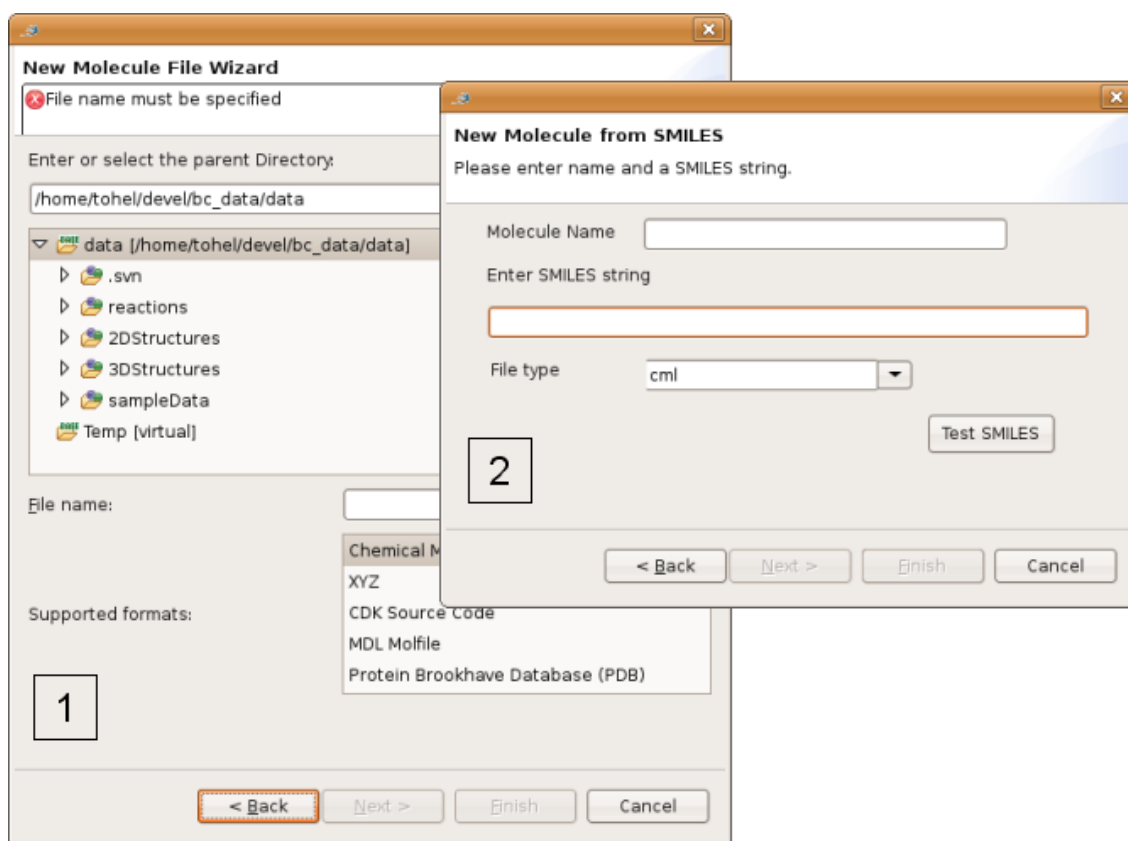 New Molecule File Wizard
File name must be specified
Enter or select the parent Directory:
/home/tohel/devel/bc_data/data
data [/home/tohel/devel/bc_data/data]
.svn
reactions
2DStructures
3DStructures
sampleData
Temp [virtual]
File name:
Supported formats:
Chemical M
XYZ
CDK Source Code
MDL Molfile
Protein Brookhave Database (PDB)
1
< Back
Next >
Finish
Cancel
New Molecule from SMILES
Please enter name and a SMILES string.
Molecule Name
Enter SMILES string
File type
cml
Test SMILES
2
< Back
Next >
Finish
Cancel